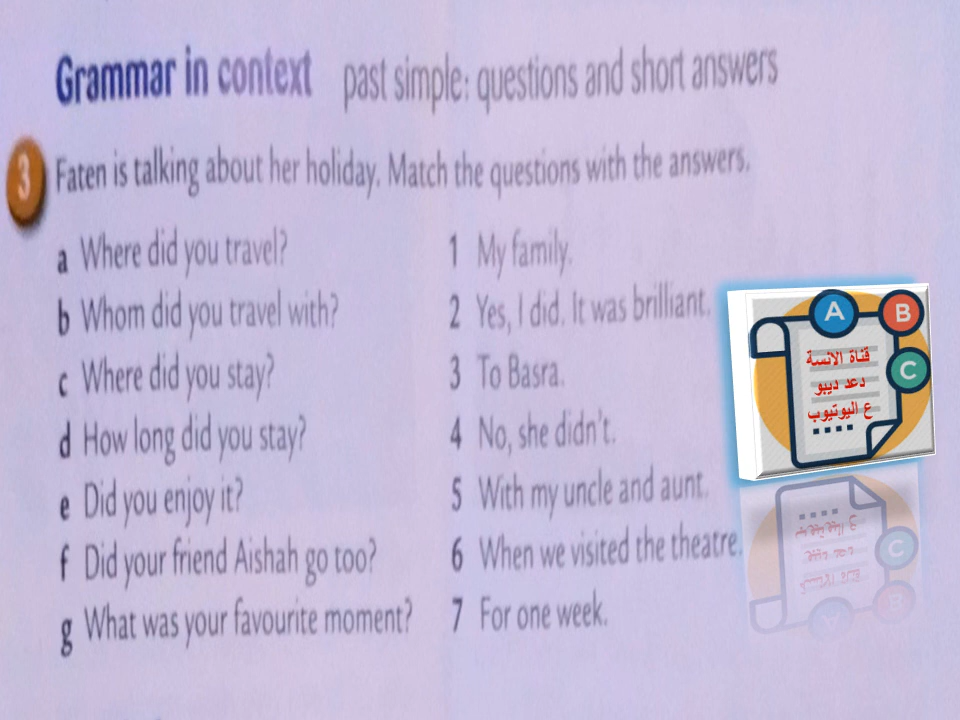 Grammar in context past simple: questions and short answers
3 Faten is talking about her holiday. Match the questions with the answers.
a Where did you travel?
b Whom did you travel with?
c Where did you stay?
d How long did you stay?
e Did you enjoy it?
f Did your friend Aishah go too?
g What was your favourite moment?
1 My family.
2 Yes, I did. It was brilliant.
3 To Basra.
4 No, she didn't.
5 With my uncle and aunt.
6 When we visited the theatre.
7 For one week.
A B
C
قناة الانسة
دعد ديبو
ع اليوتيوب